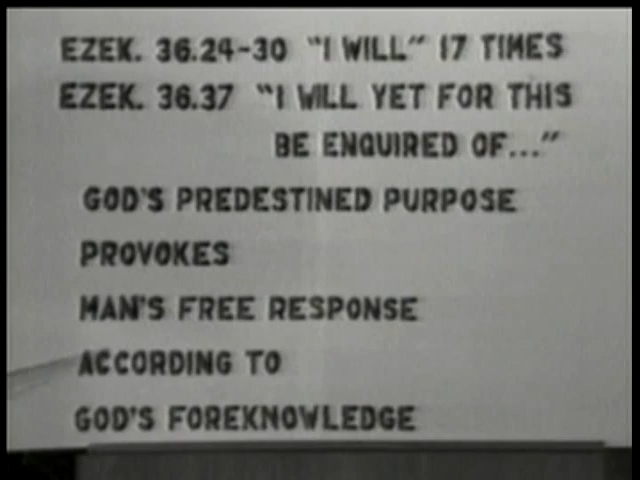 EZEK. 36.24-30 "I WILL" 17 TIMES
EZEK. 36.37 "I WILL YET FOR THIS
BE ENQUIRED OF..."
GOD'S PREDESTINED PURPOSE
PROVOKES
MAN'S FREE RESPONSE
ACCORDING TO
GOD'S FOREKNOWLEDGE